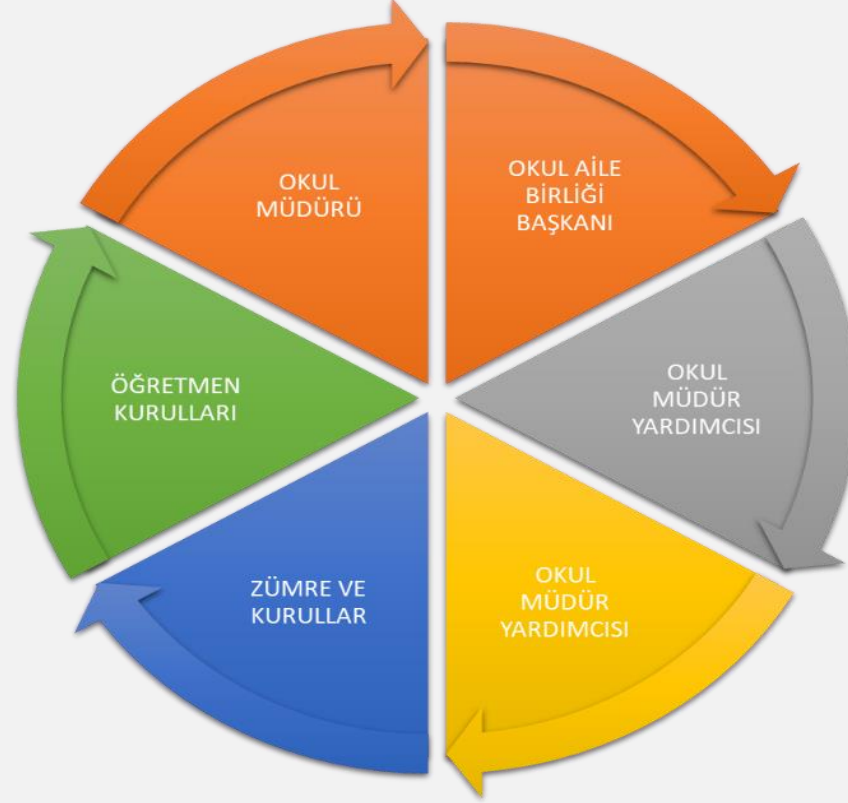 OKUL
MÜDÜRÜ
OKUL AİLE
BİRLİĞİ
BAŞKANI
OKUL
MÜDÜR
YARDIMCISI
OKUL
MÜDÜR
YARDIMCISI
ZÜMRE VE
KURULLAR
ÖĞRETMEN
KURULLARI